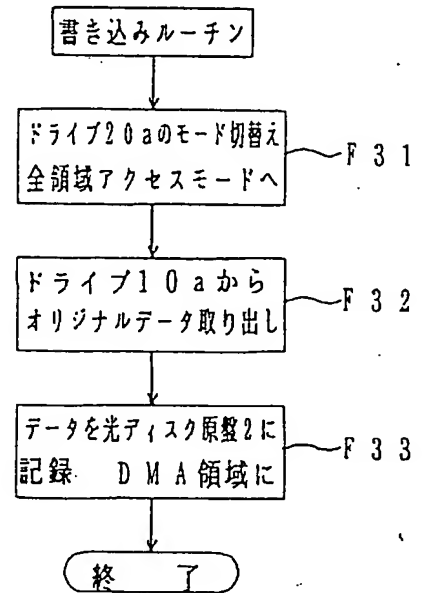 書き込みルーチン
ドライブ20aのモード切替え
全領域アクセスモードへ
F31
ドライブ10aから
オリジナルデータ取り出し
F32
データを光ディスク原盤2に
記録 DMA領域に
F33
終 了